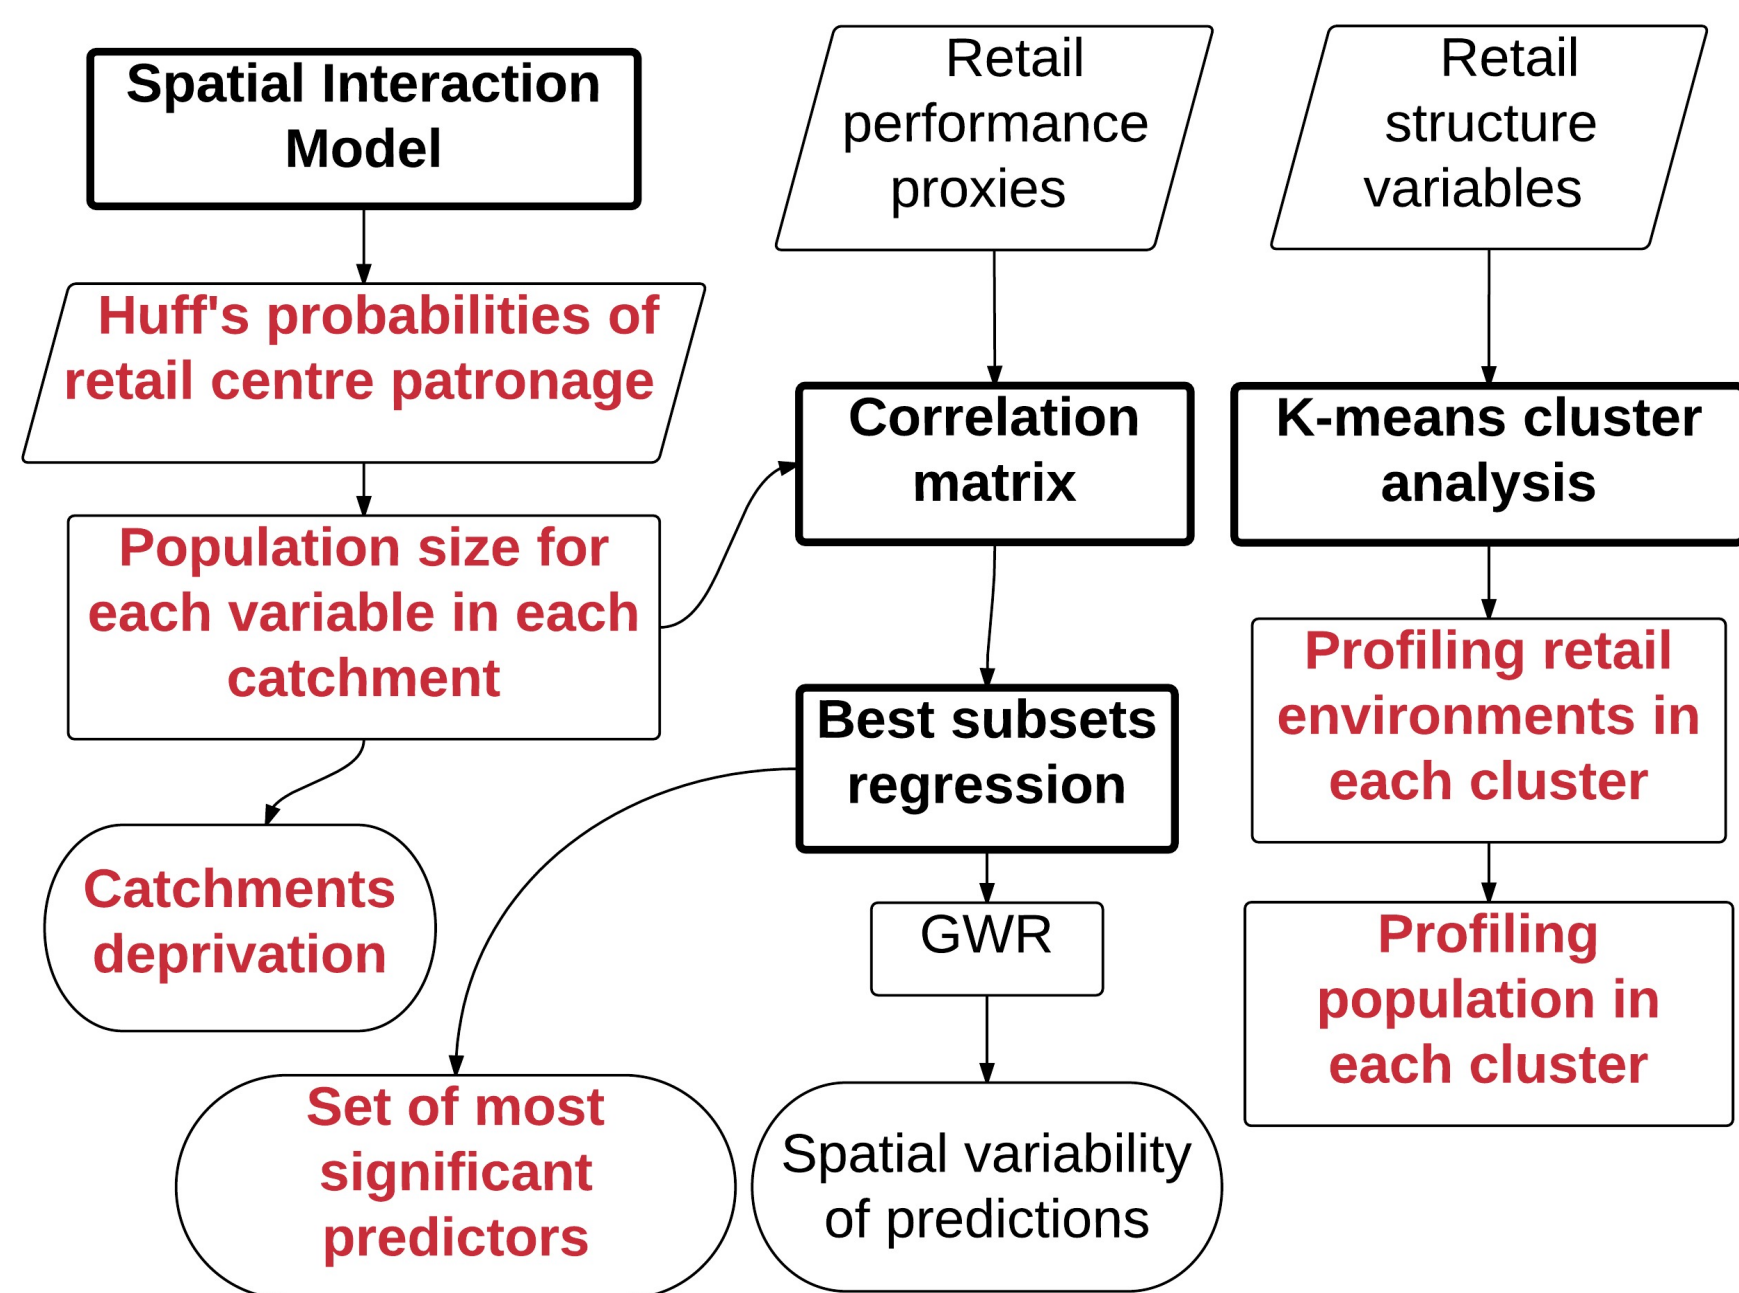 Spatial Interaction
Model
Huff's probabilities of
retail centre patronage
Population size for
each variable in each
catchment
Catchments
deprivation
Set of most
significant
predictors
Retail
performance
proxies
Correlation
matrix
Best subsets
regression
GWR
Spatial variability
of predictions
Retail
structure
variables
K-means cluster
analysis
Profiling retail
environments in
each cluster
Profiling
population in
each cluster